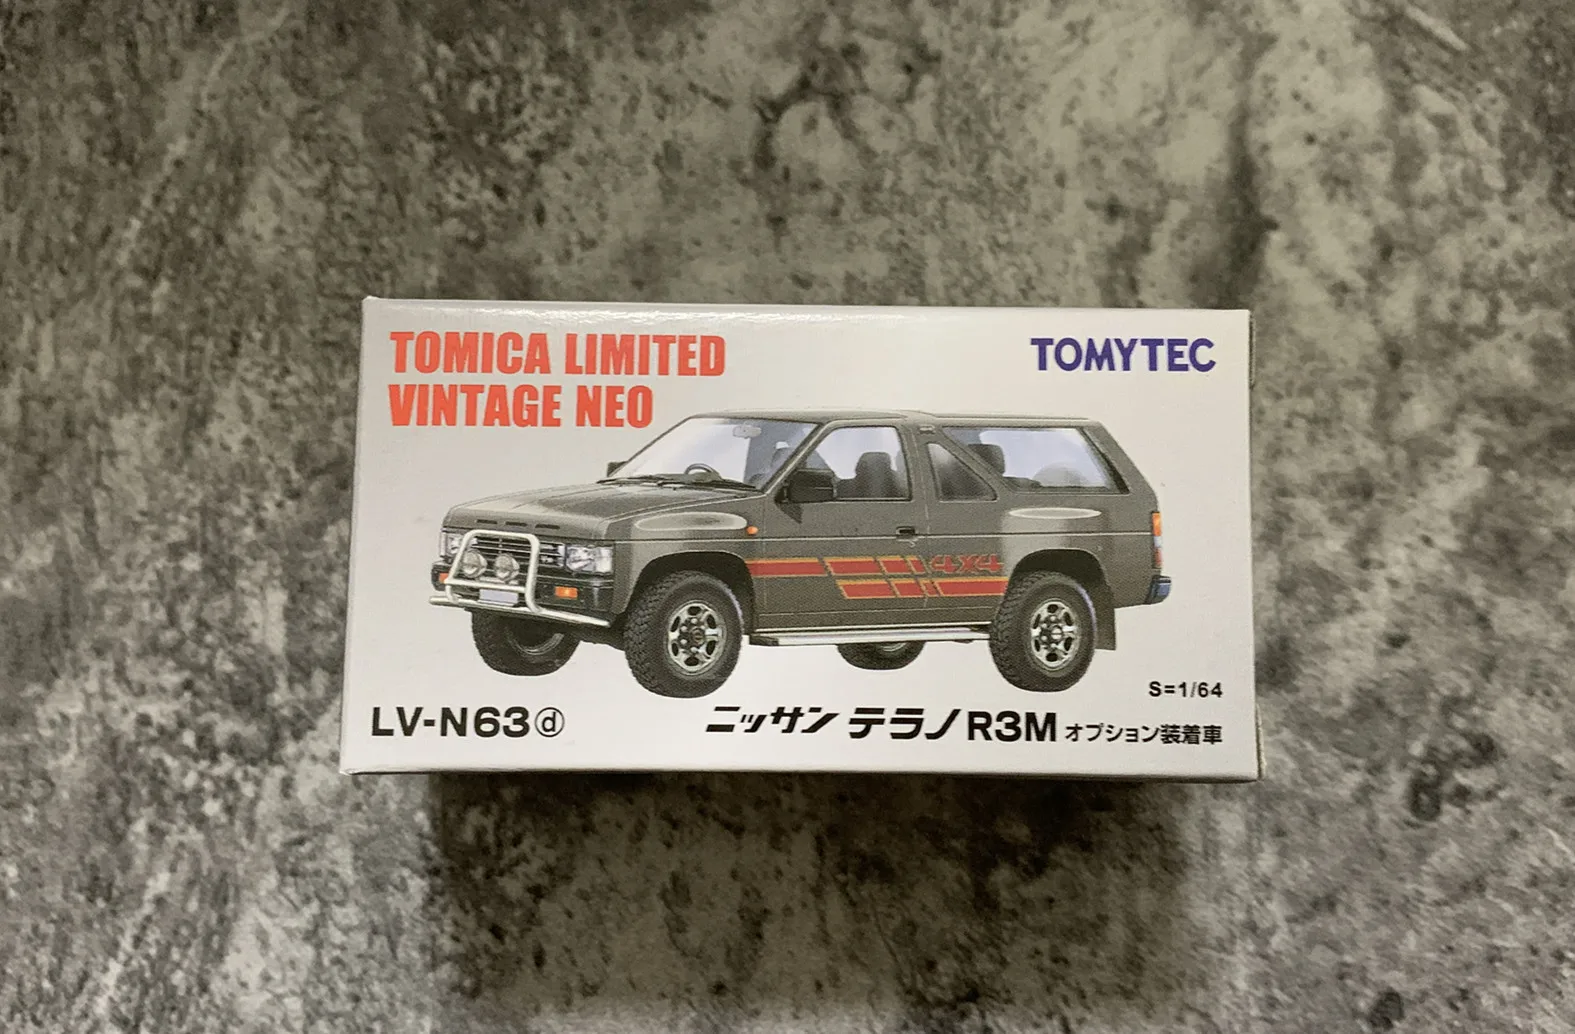 TOMICA LIMITED
VINTAGE NEO
TOMYTEC
4X4
S=1/64
LV-N63ⓓ
ニッサン テラノ R3M オプション装着車